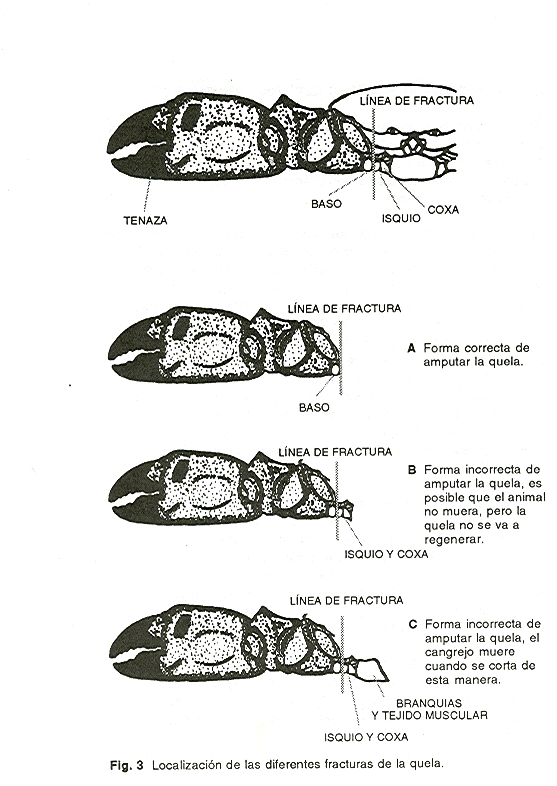 LÍNEA DE FRACTURA
BASO
COXA
ISQUIO
TENAZA
LÍNEA DE FRACTURA
A Forma correcta de
amputar la quela.
BASO
LÍNEA DE FRACTURA
B Forma incorrecta de
amputar la quela, es
posible que el animal
no muera, pero la
quela no se va a
regenerar.
ISQUIO Y COXA
LÍNEA DE FRACTURA
C Forma incorrecta de
amputar la quela, el
cangrejo muere
cuando se corta de
esta manera.
BRANQUIAS
Y TEJIDO MUSCULAR
ISQUIO Y COXA
Fig. 3 Localización de las diferentes fracturas de la quela.